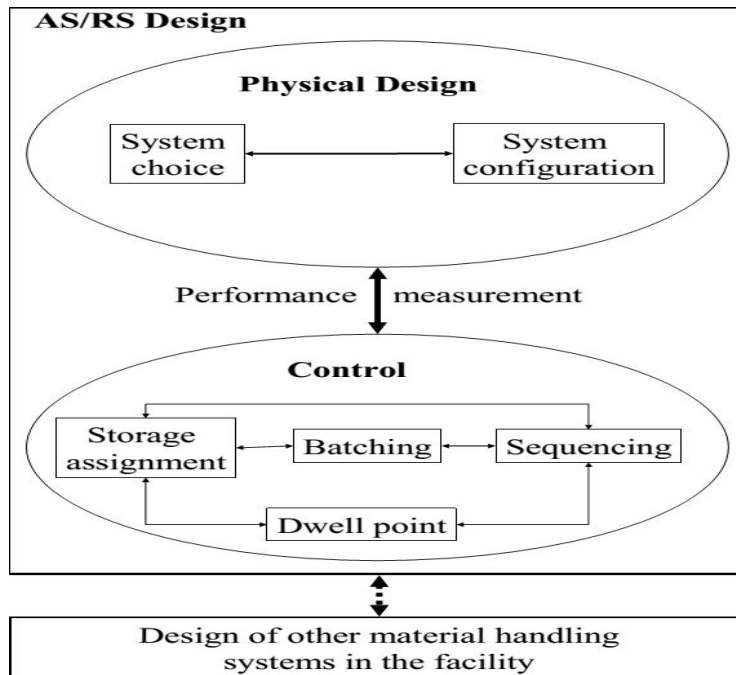 AS/RS Design
Physical Design
System
choice
System
configuration
Performance measurement
Control
Storage
assignment
Batching
Sequencing
Dwell point
Design of other material handling
systems in the facility